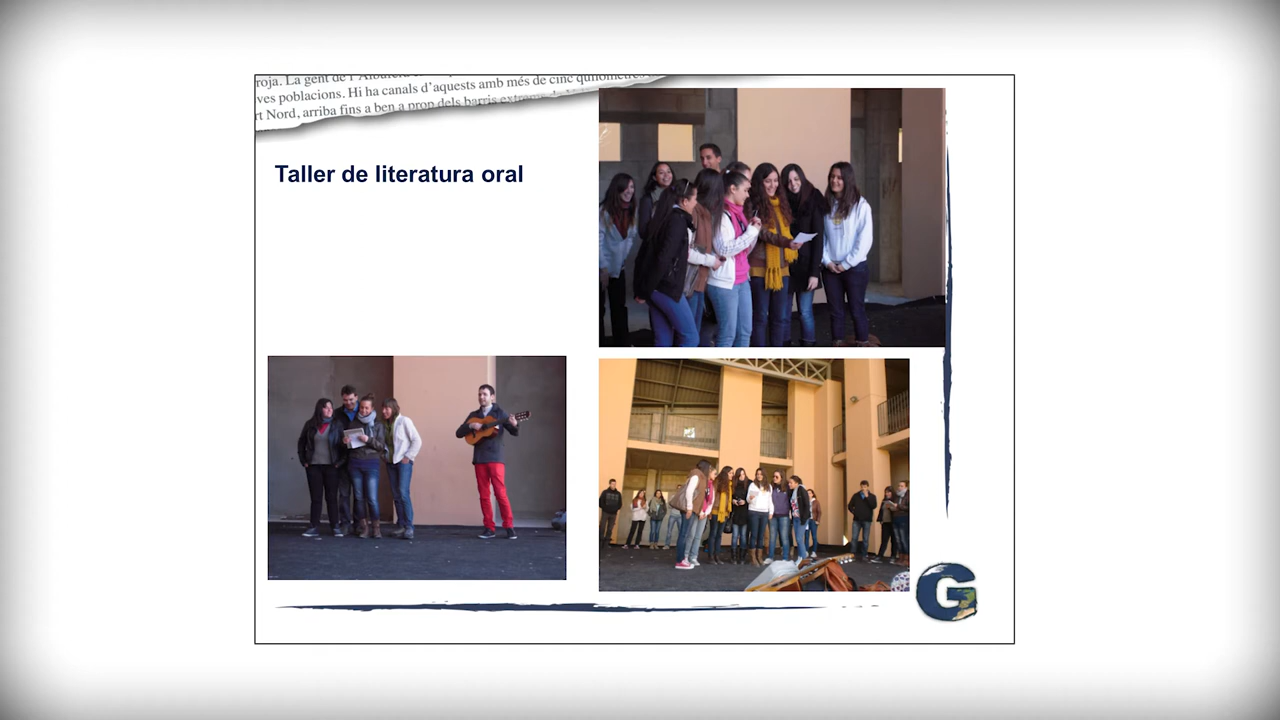 roja. La gent de l'Albufera
ves poblacions. Hi ha canals d'aquests amb més de cinc quilòmetres
rt Nord, arriba fins a ben a prop dels barris
Taller de literatura oral
G